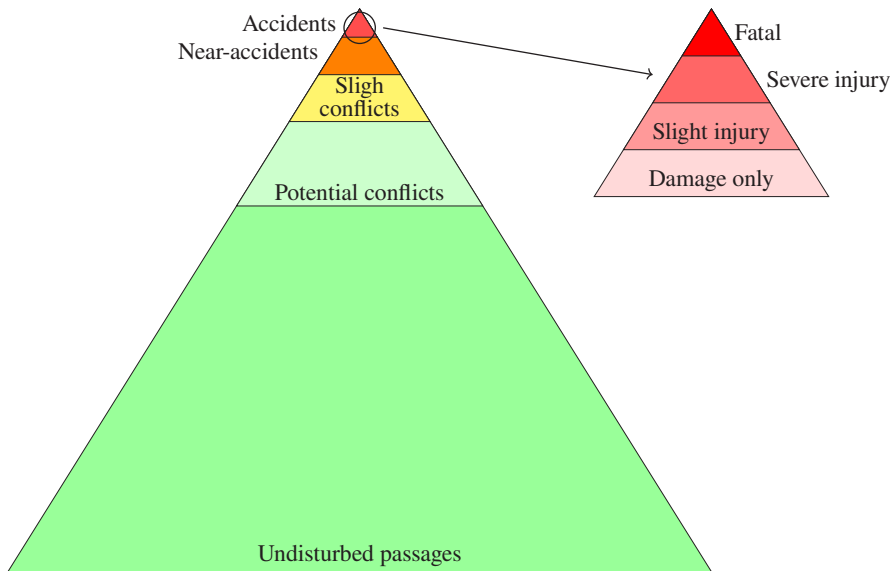 Accidents
Near-accidents
Sligh
conflicts
Potential conflicts
Undisturbed passages
Fatal
Severe injury
Slight injury
Damage only